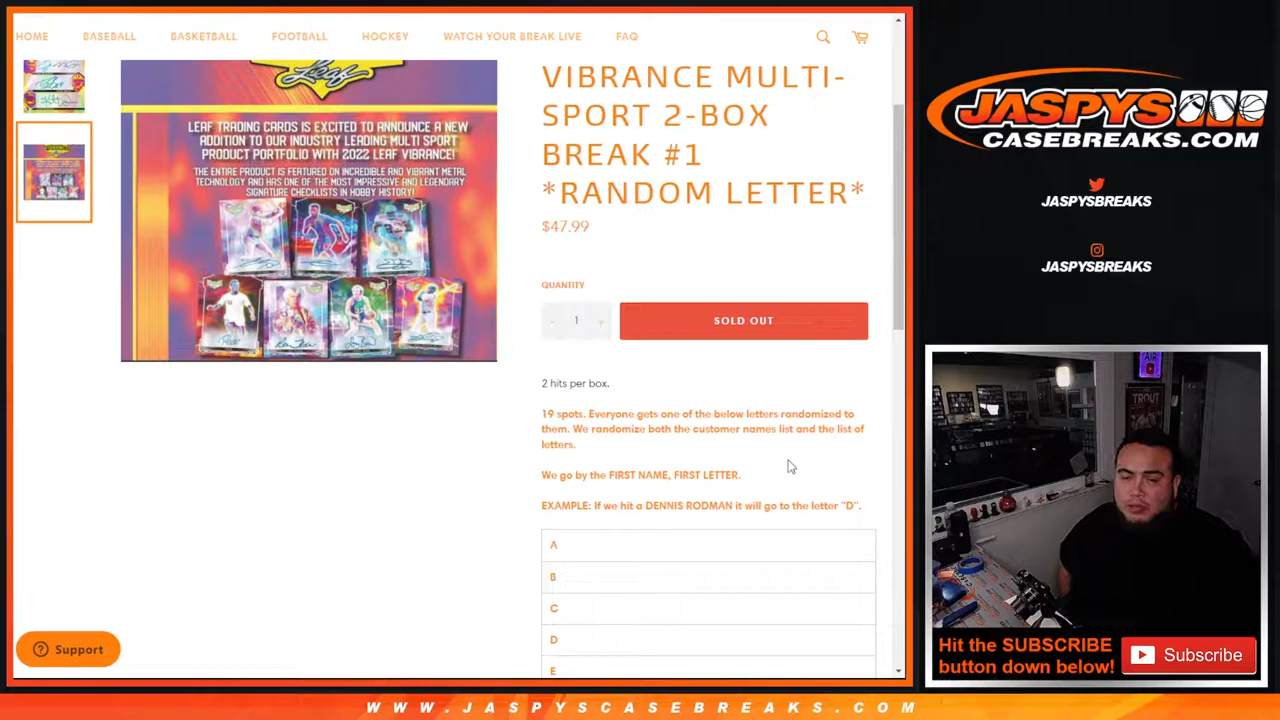 HOME BASEBALL BASKETBALL FOOTBALL HOCKEY WATCH YOUR BREAK LIVE FAQ
Leaf
LEAF TRADING CARDS IS EXCITED TO ANNOUNCE A NEW
ADDITION TO OUR INDUSTRY LEADING MULTI SPORT
PRODUCT PORTFOLIO WITH 2022 LEAF VIBRANCE!
THE ENTIRE PRODUCT IS FEATURED ON INCREDIBLE AND VIBRANT METAL
TECHNOLOGY AND HAS ONE OF THE MOST IMPRESSIVE AND LEGENDARY
SIGNATURE CHECKLISTS IN HOBBY HISTORY!
VIBRANCE MULTI-
SPORT 2-BOX
BREAK #1
*RANDOM LETTER*
$47.99
QUANTITY
- 1 +
SOLD OUT
2 hits per box.
19 spots. Everyone gets one of the below letters randomized to
them. We randomize both the customer names list and the list of
letters.
We go by the FIRST NAME, FIRST LETTER.
EXAMPLE: If we hit a DENNIS RODMAN it will go to the letter "D".
A
B
C
D
E
Support
JASPYS
CASEBREAKS.COM
JASPYSBREAKS
JASPYSBREAKS
AIR
TROUT
Hit the SUBSCRIBE
button down below!
Subscribe
WWW.JASPYSCASEBREAKS.COM